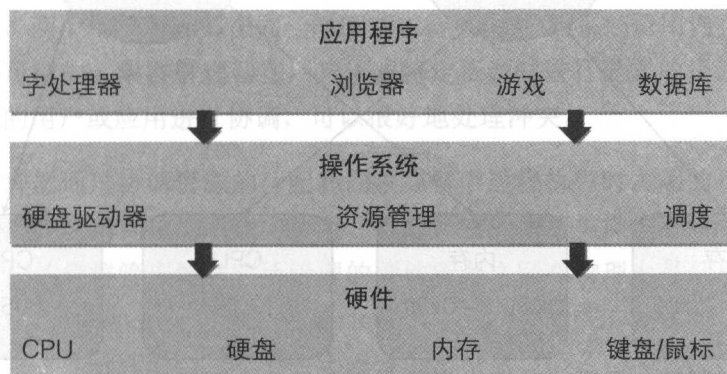 应用程序
字处理器 浏览器 游戏 数据库
操作系统
硬盘驱动器 资源管理 调度
硬件
CPU 硬盘 内存 键盘/鼠标